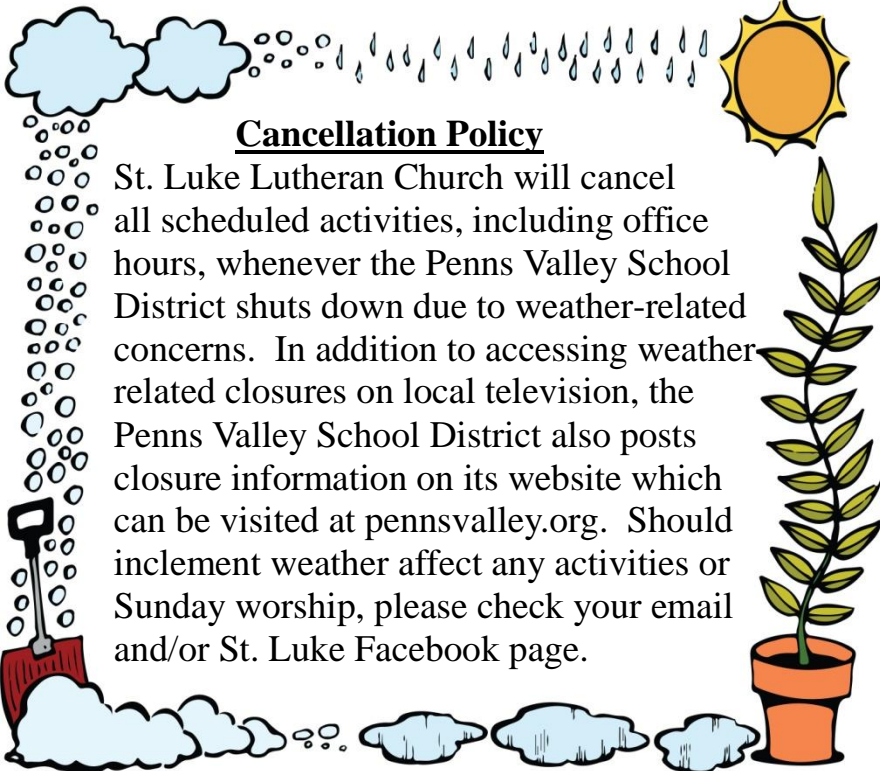 Cancellation Policy
St. Luke Lutheran Church will cancel
all scheduled activities, including office
hours, whenever the Penns Valley School
District shuts down due to weather-related
concerns.  In addition to accessing weather-
related closures on local television, the
Penns Valley School District also posts
closure information on its website which
can be visited at pennsvalley.org.  Should
inclement weather affect any activities or
Sunday worship, please check your email
and/or St. Luke Facebook page.